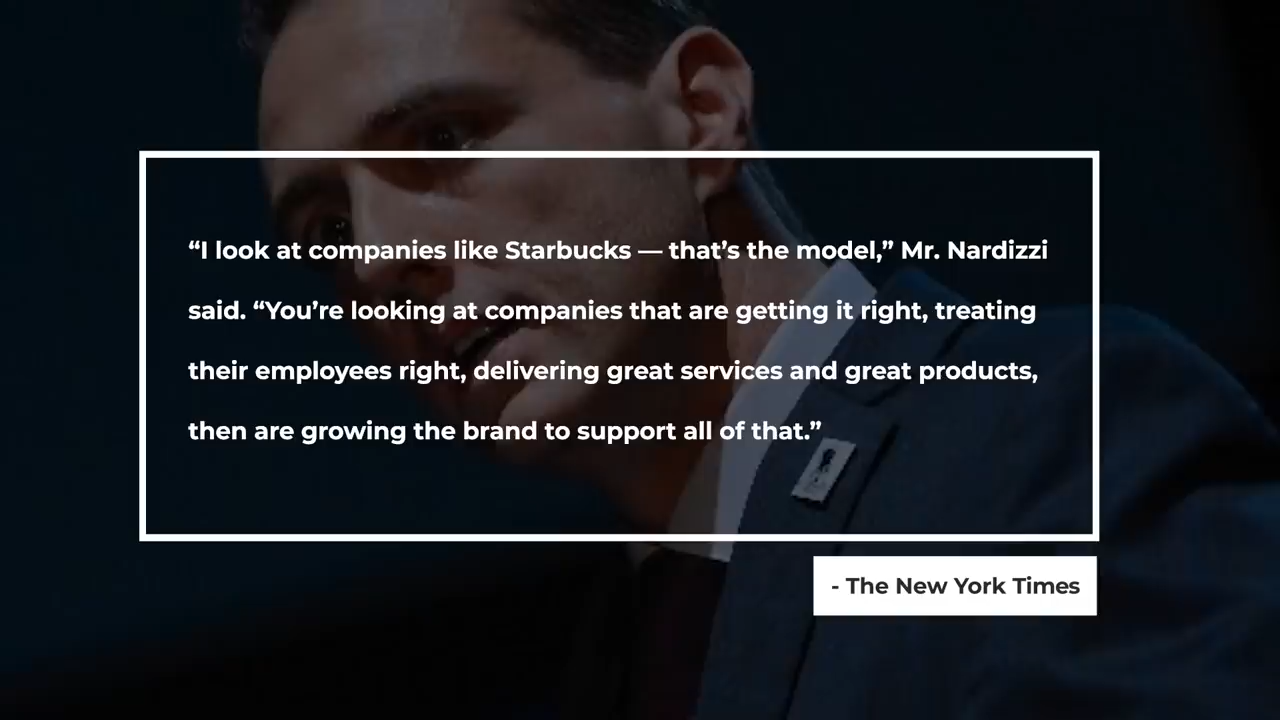 “I look at companies like Starbucks — that’s the model,” Mr. Nardizzi
said. “You’re looking at companies that are getting it right, treating
their employees right, delivering great services and great products,
then are growing the brand to support all of that.”
- The New York Times